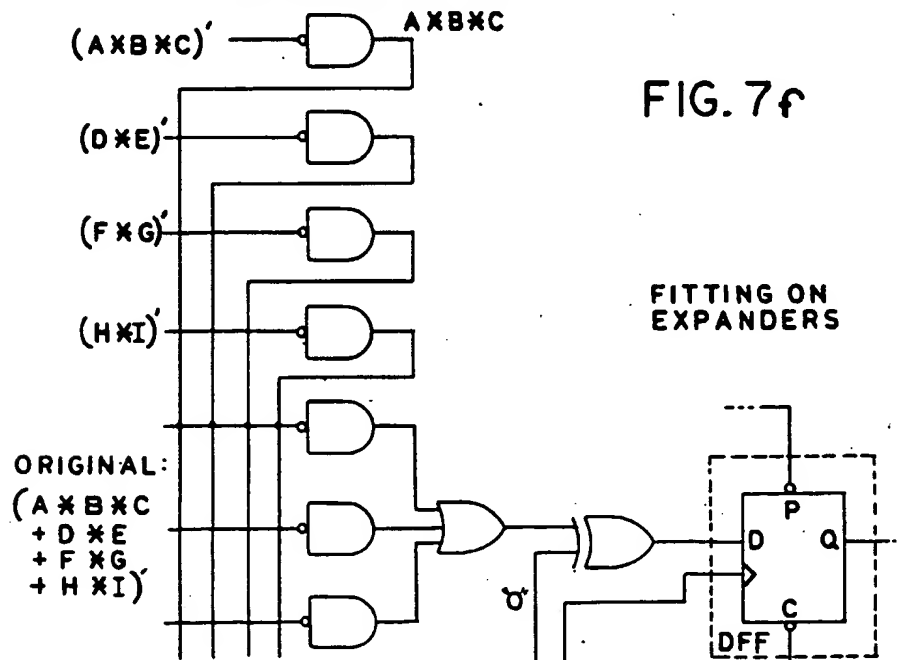 (A*B*C)'
A*B*C
FIG. 7f
(D*E)'
(F*G)'
(H*I)'
FITTING ON
EXPANDERS
ORIGINAL:
(A*B*C
+ D*E
+ F*G
+ H*I)'
'0'
P
D
Q
C
DFF